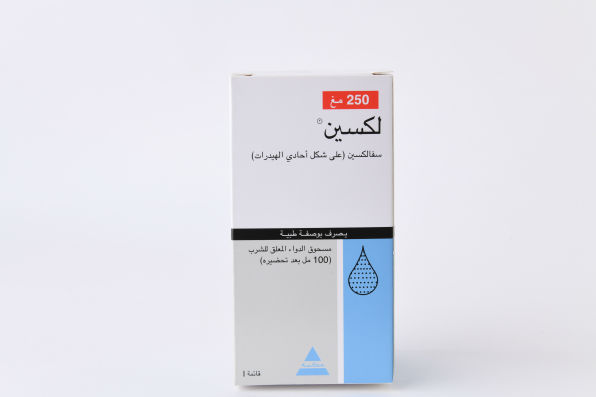 250 مغ
لكسين®
سفالكسين (على شكل أحادي الهيدرات)
يصرف بوصفة طبية
مسحوق الدواء المعلق للشرب
(100 مل بعد تحضيره)
قائمة I